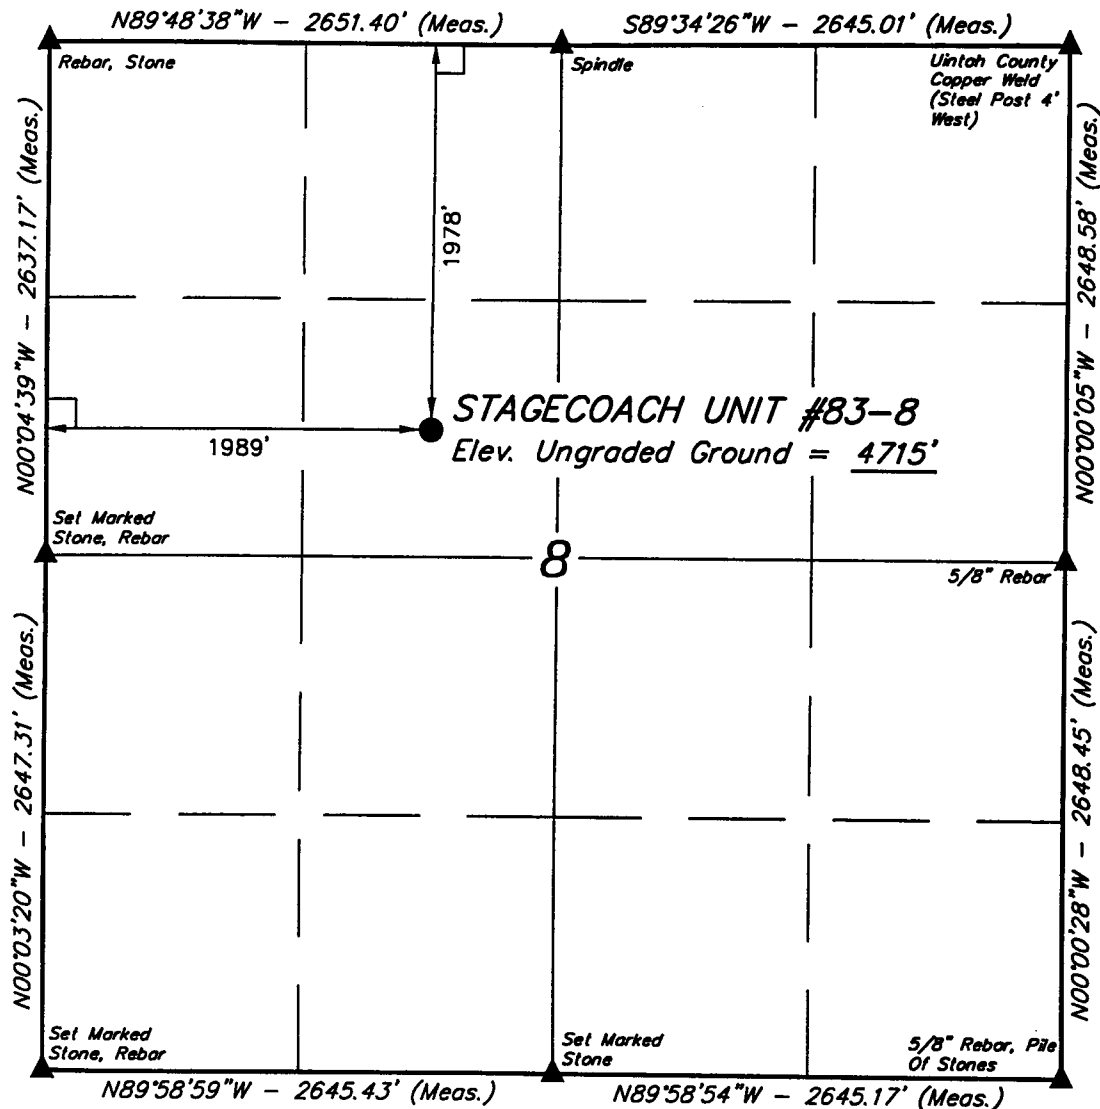 N89°48'38"W - 2651.40' (Meas.)
S89°34'26"W - 2645.01' (Meas.)
Rebar, Stone
Spindle
Uintah County
Copper Weld
(Steel Post 4'
West)
N00°04'39"W - 2637.17' (Meas.)
N00°00'05"W - 2648.58' (Meas.)
1978'
STAGECOACH UNIT #83-8
Elev. Ungraded Ground = 4715'
1989'
Set Marked
Stone, Rebar
8
5/8" Rebar
N00°03'20"W - 2647.31' (Meas.)
N00°00'28"W - 2648.45' (Meas.)
Set Marked
Stone, Rebar
Set Marked
Stone
5/8" Rebar, Pile
Of Stones
N89°58'59"W - 2645.43' (Meas.)
N89°58'54"W - 2645.17' (Meas.)